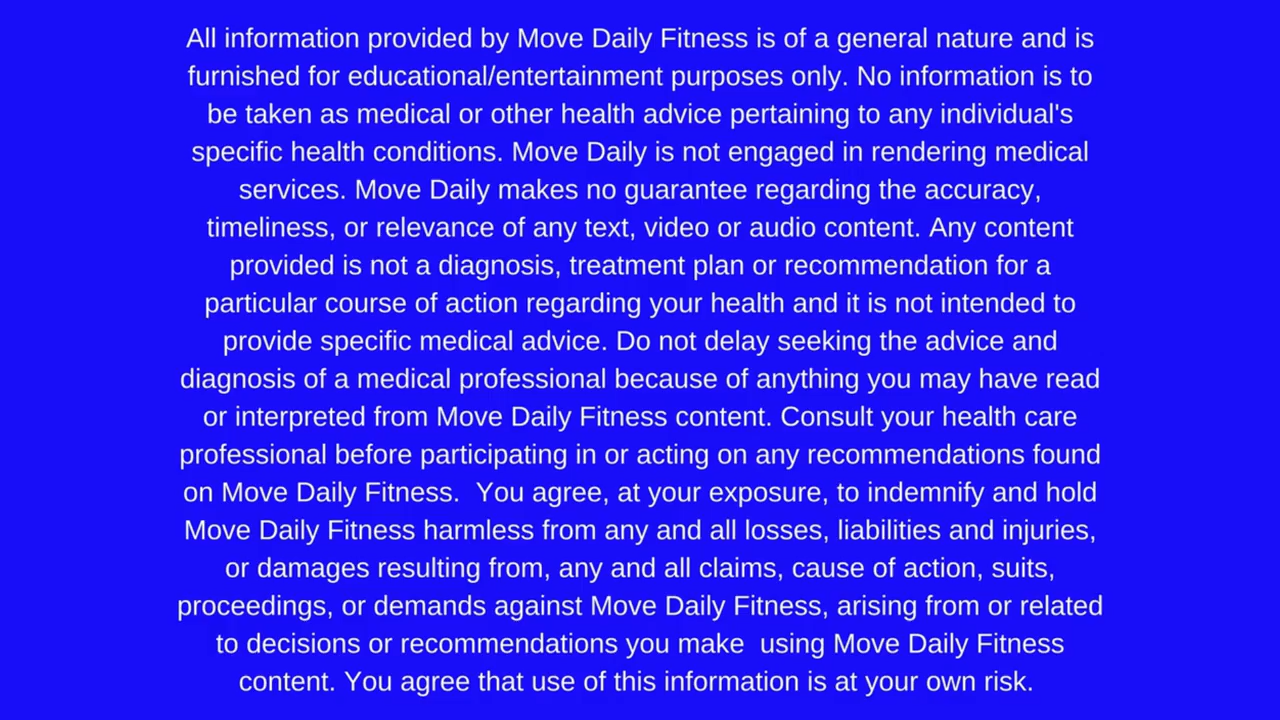 All information provided by Move Daily Fitness is of a general nature and is
furnished for educational/entertainment purposes only. No information is to
be taken as medical or other health advice pertaining to any individual's
specific health conditions. Move Daily is not engaged in rendering medical
services. Move Daily makes no guarantee regarding the accuracy,
timeliness, or relevance of any text, video or audio content. Any content
provided is not a diagnosis, treatment plan or recommendation for a
particular course of action regarding your health and it is not intended to
provide specific medical advice. Do not delay seeking the advice and
diagnosis of a medical professional because of anything you may have read
or interpreted from Move Daily Fitness content. Consult your health care
professional before participating in or acting on any recommendations found
on Move Daily Fitness.  You agree, at your exposure, to indemnify and hold
Move Daily Fitness harmless from any and all losses, liabilities and injuries,
or damages resulting from, any and all claims, cause of action, suits,
proceedings, or demands against Move Daily Fitness, arising from or related
to decisions or recommendations you make  using Move Daily Fitness
content. You agree that use of this information is at your own risk.